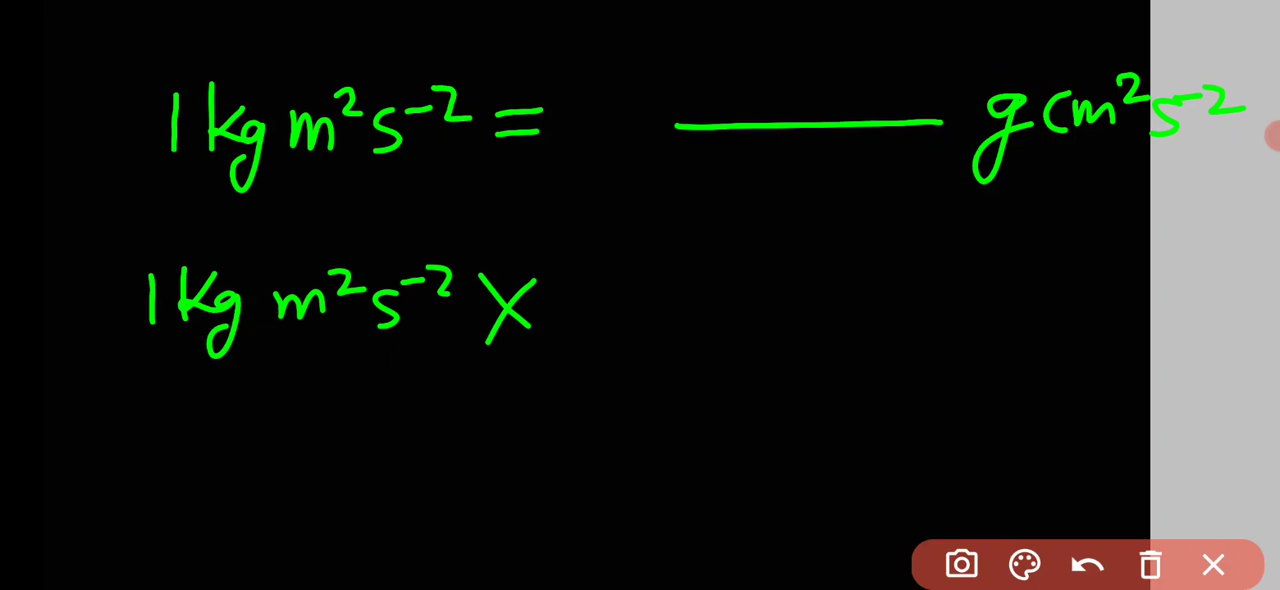 1 kg m²s⁻² = ______ g cm²s⁻²
1 Kg m²s⁻² X